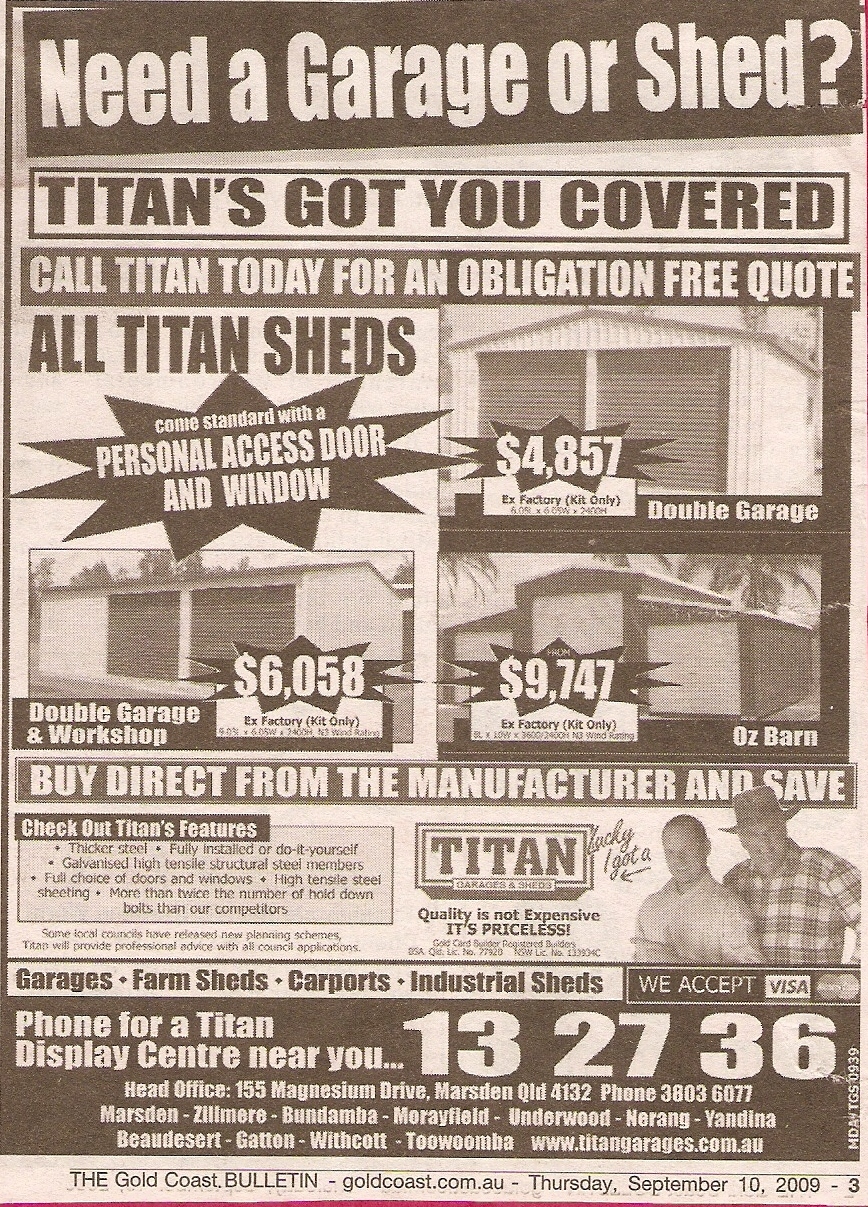 Need a Garage or Shed?
TITAN'S GOT YOU COVERED
CALL TITAN TODAY FOR AN OBLIGATION FREE QUOTE
ALL TITAN SHEDS
come standard with a
PERSONAL ACCESS DOOR
AND WINDOW
$4,857
Ex Factory (Kit Only)
6.05L x 6.05W x 2400H
Double Garage
$6,058
Ex Factory (Kit Only)
9.05L x 6.05W x 2400H, N3 Wind Rating
Double Garage
& Workshop
FROM
$9,747
Ex Factory (Kit Only)
8L x 10W x 3600/2400H N3 Wind Rating
Oz Barn
BUY DIRECT FROM THE MANUFACTURER AND SAVE
Check Out Titan's Features
• Thicker steel • Fully installed or do-it-yourself
• Galvanised high tensile structural steel members
• Full choice of doors and windows • High tensile steel
sheeting • More than twice the number of hold down
bolts than our competitors
Some local councils have released new planning schemes,
Titan will provide professional advice with all council applications.
TITAN
GARAGES & SHEDS
Lucky
I got a
Quality is not Expensive
IT'S PRICELESS!
Gold Card Builder Registered Builders
BSA Qld. Lic. No. 77920 NSW Lic. No. 133934C
Garages • Farm Sheds • Carports • Industrial Sheds
WE ACCEPT VISA
Phone for a Titan
Display Centre near you...
13 27 36
Head Office: 155 Magnesium Drive, Marsden Qld 4132 Phone 3803 6077
Marsden - Zillmere - Bundamba - Morayfield - Underwood - Nerang - Yandina
Beaudesert - Gatton - Withcott - Toowoomba www.titangarages.com.au
MDA/TGS/0939
THE Gold Coast BULLETIN - goldcoast.com.au - Thursday, September 10, 2009 - 3